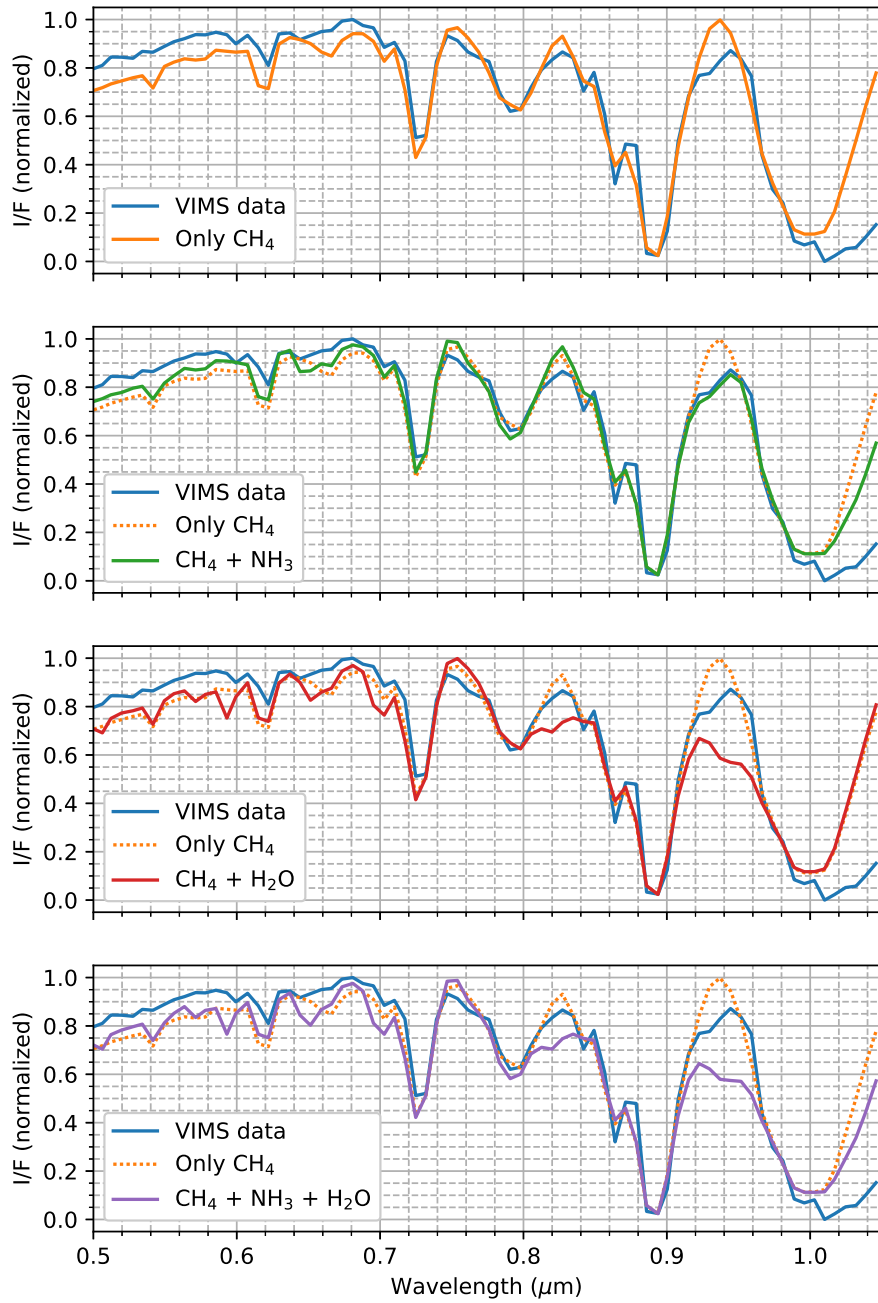 1.0
0.8
0.6
0.4
0.2
0.0
I/F (normalized)
VIMS data
Only CH₄
1.0
0.8
0.6
0.4
0.2
0.0
I/F (normalized)
VIMS data
Only CH₄
CH₄ + NH₃
1.0
0.8
0.6
0.4
0.2
0.0
I/F (normalized)
VIMS data
Only CH₄
CH₄ + H₂O
1.0
0.8
0.6
0.4
0.2
0.0
I/F (normalized)
VIMS data
Only CH₄
CH₄ + NH₃ + H₂O
0.5 0.6 0.7 0.8 0.9 1.0
Wavelength (μm)